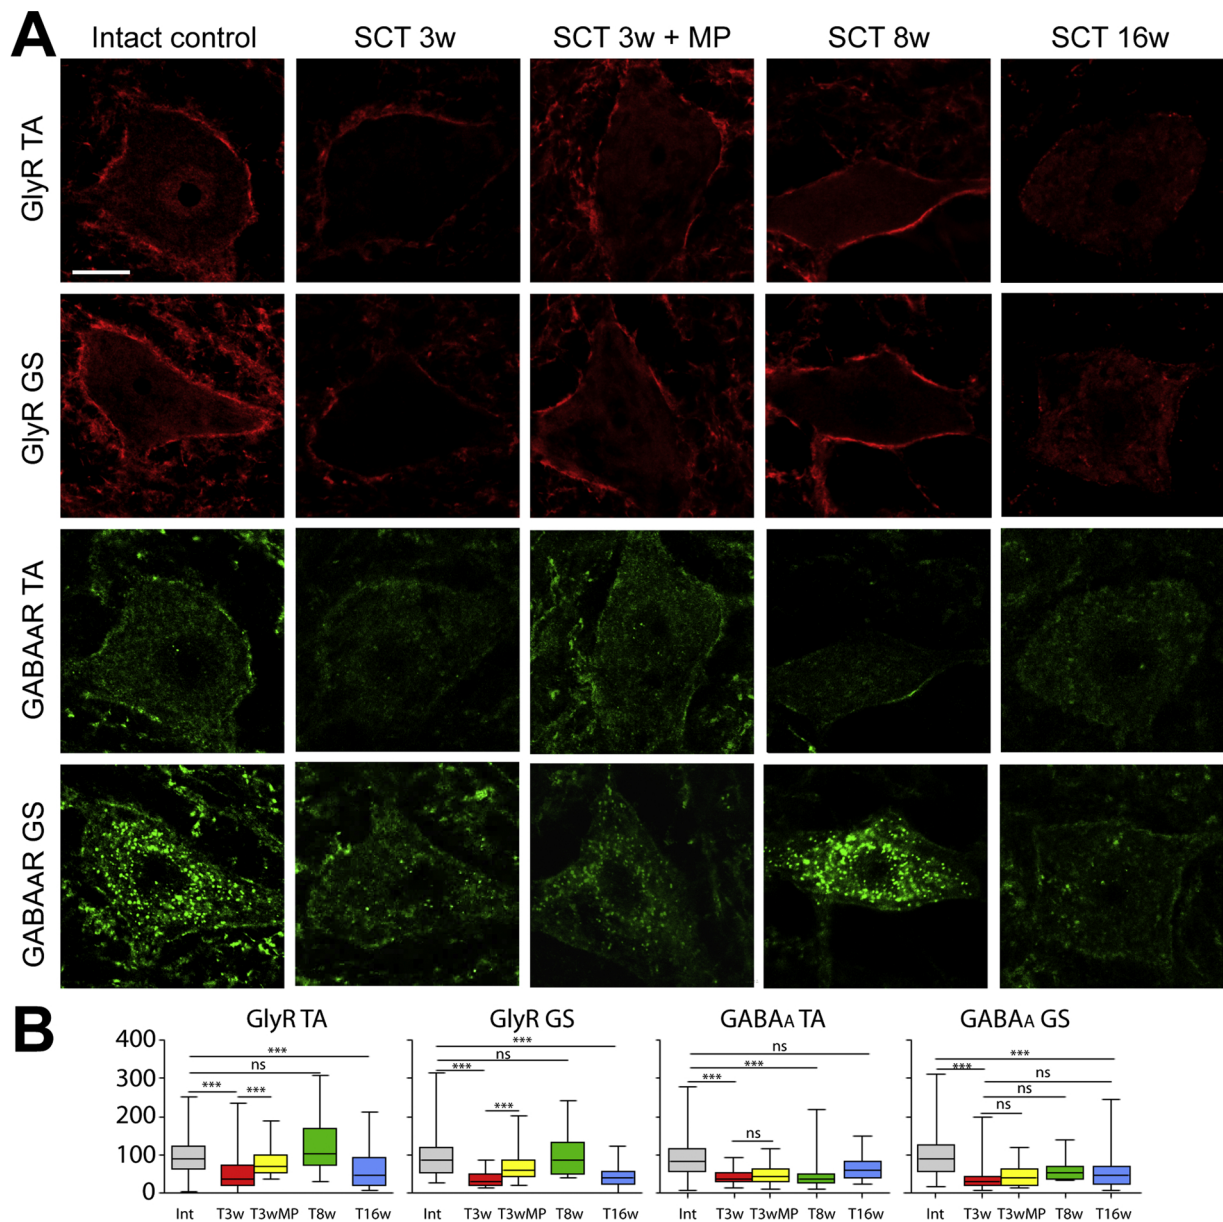 A
Intact control SCT 3w SCT 3w + MP SCT 8w SCT 16w
GlyR TA
GlyR GS
GABAAR TA
GABAAR GS
B
GlyR TA GlyR GS GABAA TA GABAA GS
400
300
200
100
0
*** ns *** ***
*** ns *** ***
ns *** *** ns
*** *** ns ns ns
Int T3w T3wMP T8w T16w Int T3w T3wMP T8w T16w Int T3w T3wMP T8w T16w Int T3w T3wMP T8w T16w